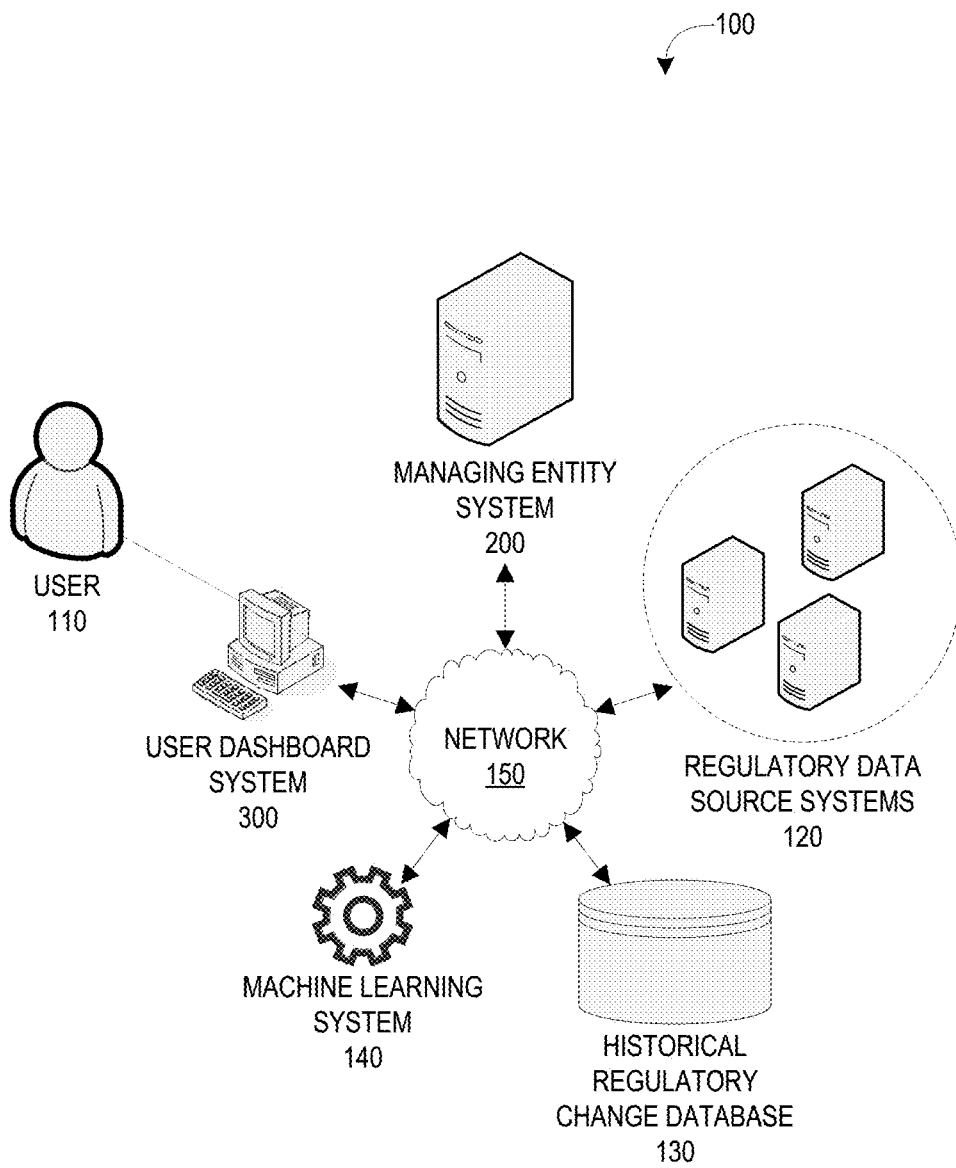 100
MANAGING ENTITY
SYSTEM
200
USER
110
USER DASHBOARD
SYSTEM
300
NETWORK
150
REGULATORY DATA
SOURCE SYSTEMS
120
MACHINE LEARNING
SYSTEM
140
HISTORICAL
REGULATORY
CHANGE DATABASE
130